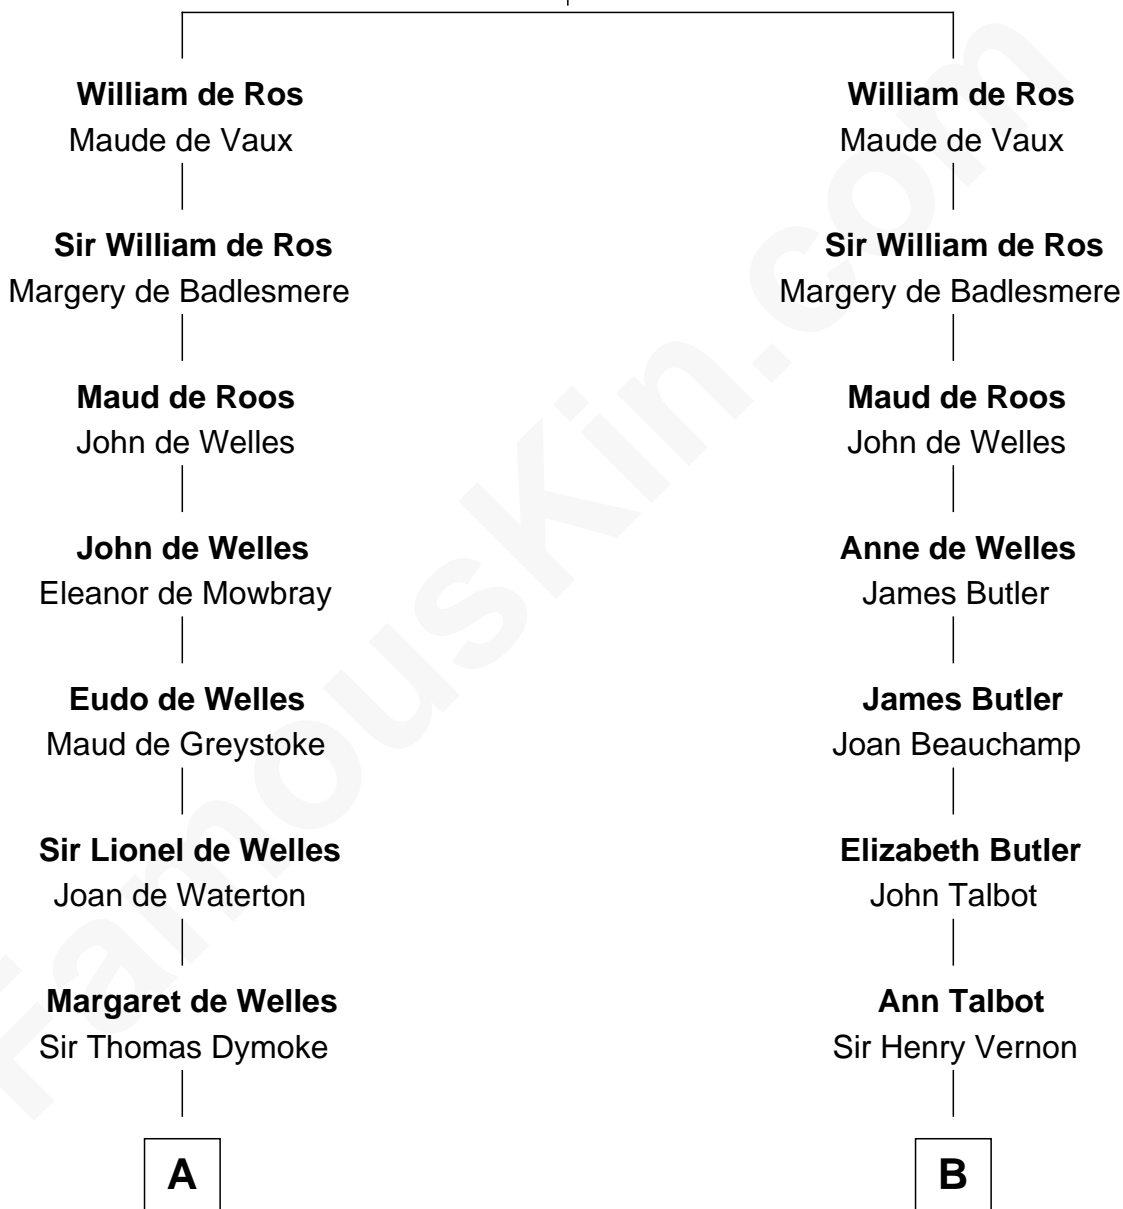 William de Ros
Maude de Vaux
Sir William de Ros
Margery de Badlesmere
Maud de Roos
John de Welles
John de Welles
Eleanor de Mowbray
Eudo de Welles
Maud de Greystoke
Sir Lionel de Welles
Joan de Waterton
Margaret de Welles
Sir Thomas Dymoke
A
William de Ros
Maude de Vaux
Sir William de Ros
Margery de Badlesmere
Maud de Roos
John de Welles
Anne de Welles
James Butler
James Butler
Joan Beauchamp
Elizabeth Butler
John Talbot
Ann Talbot
Sir Henry Vernon
B
FamousKin.com